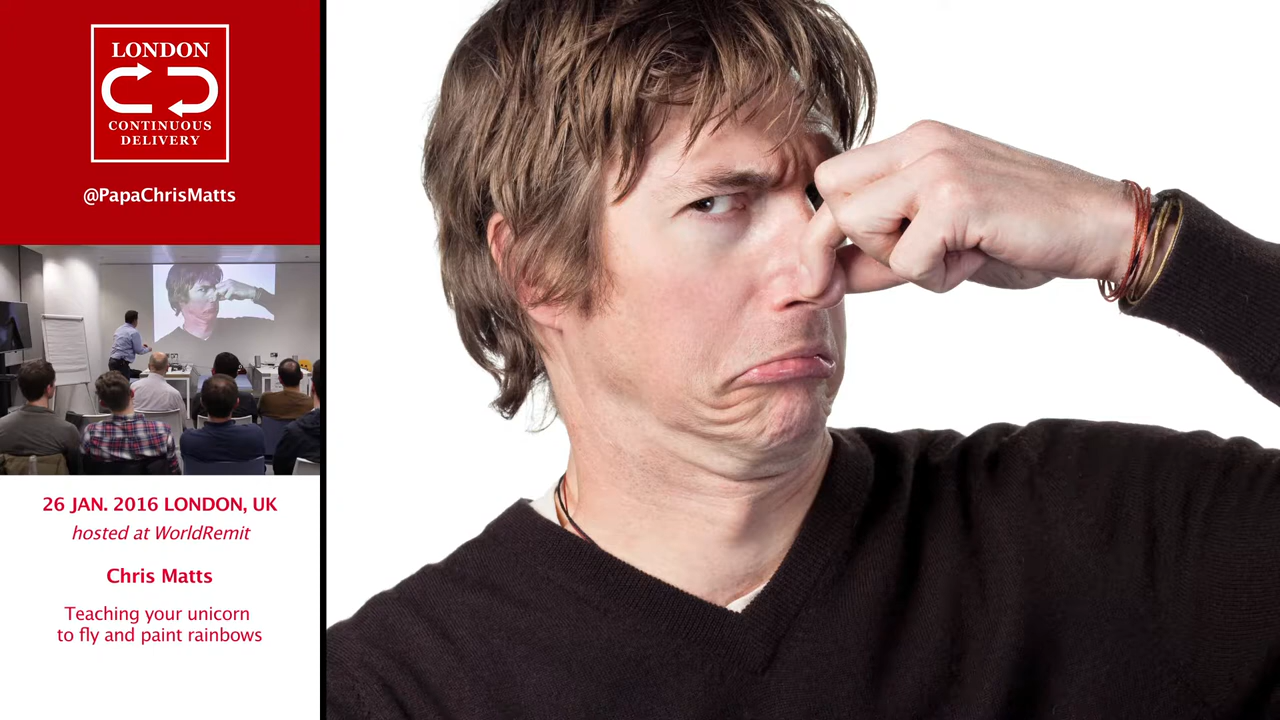 LONDON
CONTINUOUS
DELIVERY
@PapaChrisMatts
26 JAN. 2016 LONDON, UK
hosted at WorldRemit
Chris Matts
Teaching your unicorn
to fly and paint rainbows